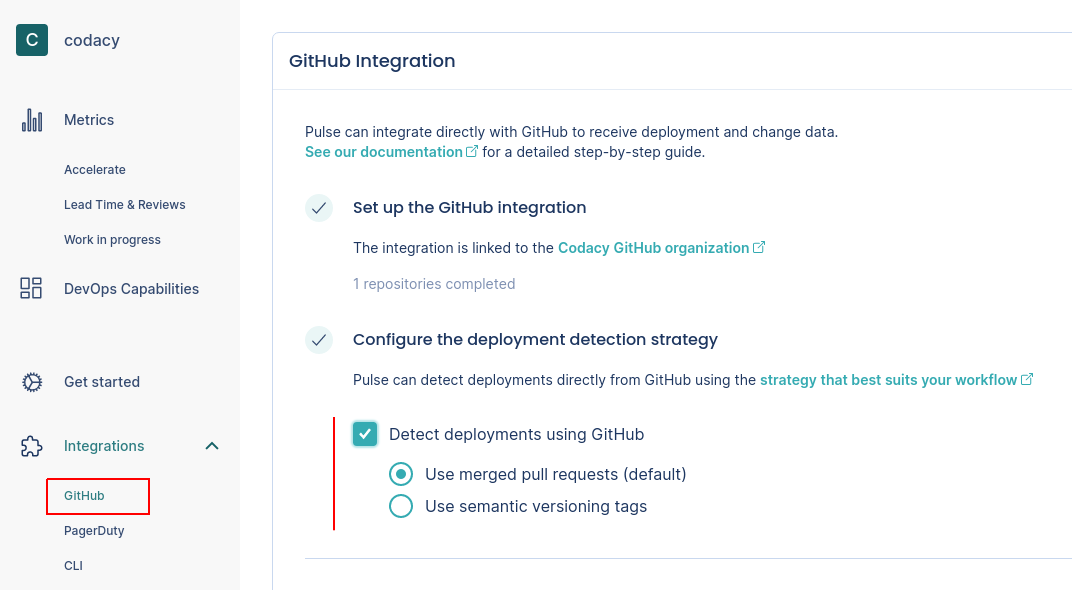 C codacy
Metrics
Accelerate
Lead Time & Reviews
Work in progress
DevOps Capabilities
Get started
Integrations
GitHub
PagerDuty
CLI
GitHub Integration
Pulse can integrate directly with GitHub to receive deployment and change data.
See our documentation for a detailed step-by-step guide.
Set up the GitHub integration
The integration is linked to the Codacy GitHub organization
1 repositories completed
Configure the deployment detection strategy
Pulse can detect deployments directly from GitHub using the strategy that best suits your workflow
Detect deployments using GitHub
Use merged pull requests (default)
Use semantic versioning tags